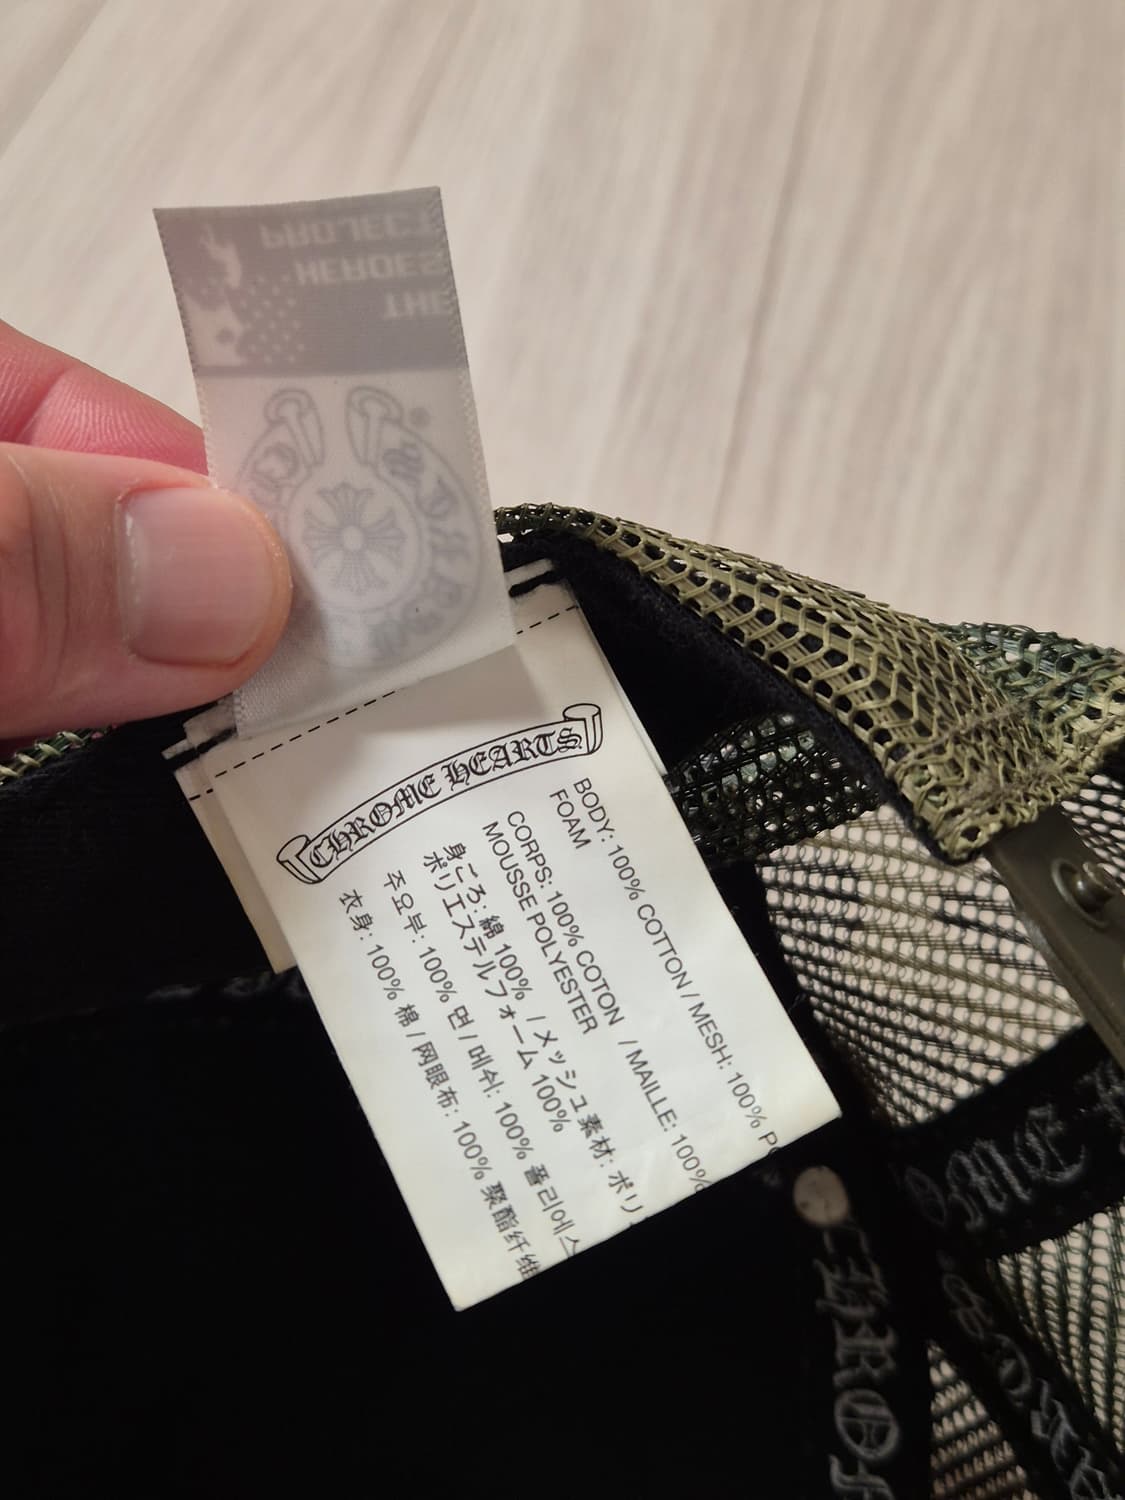 THE
HEROES
PROJECT
®
CHROME HEARTS
BODY: 100% COTTON / MESH: 100% PO
FOAM
CORPS: 100% COTON / MAILLE: 100%
MOUSSE POLYESTER
身ごろ: 綿 100% / メッシュ素材: ポリ
ポリエステルフォーム 100%
주요부: 100% 면 / 메쉬: 100% 폴리에스
衣身: 100% 棉 / 网眼布: 100% 聚酯纤维